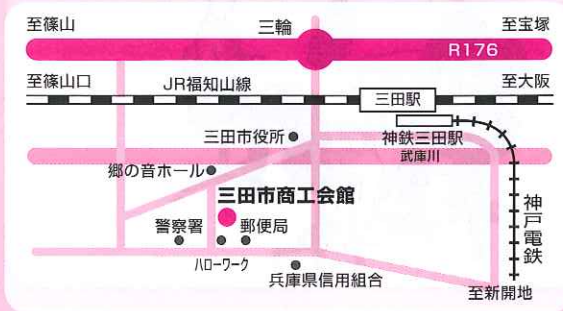 至篠山
三輪
至宝塚
R176
至篠山口
JR福知山線
三田駅
至大阪
神鉄三田駅
武庫川
三田市役所
郷の音ホール
三田市商工会館
警察署
郵便局
ハローワーク
兵庫県信用組合
神戸電鉄
至新開地